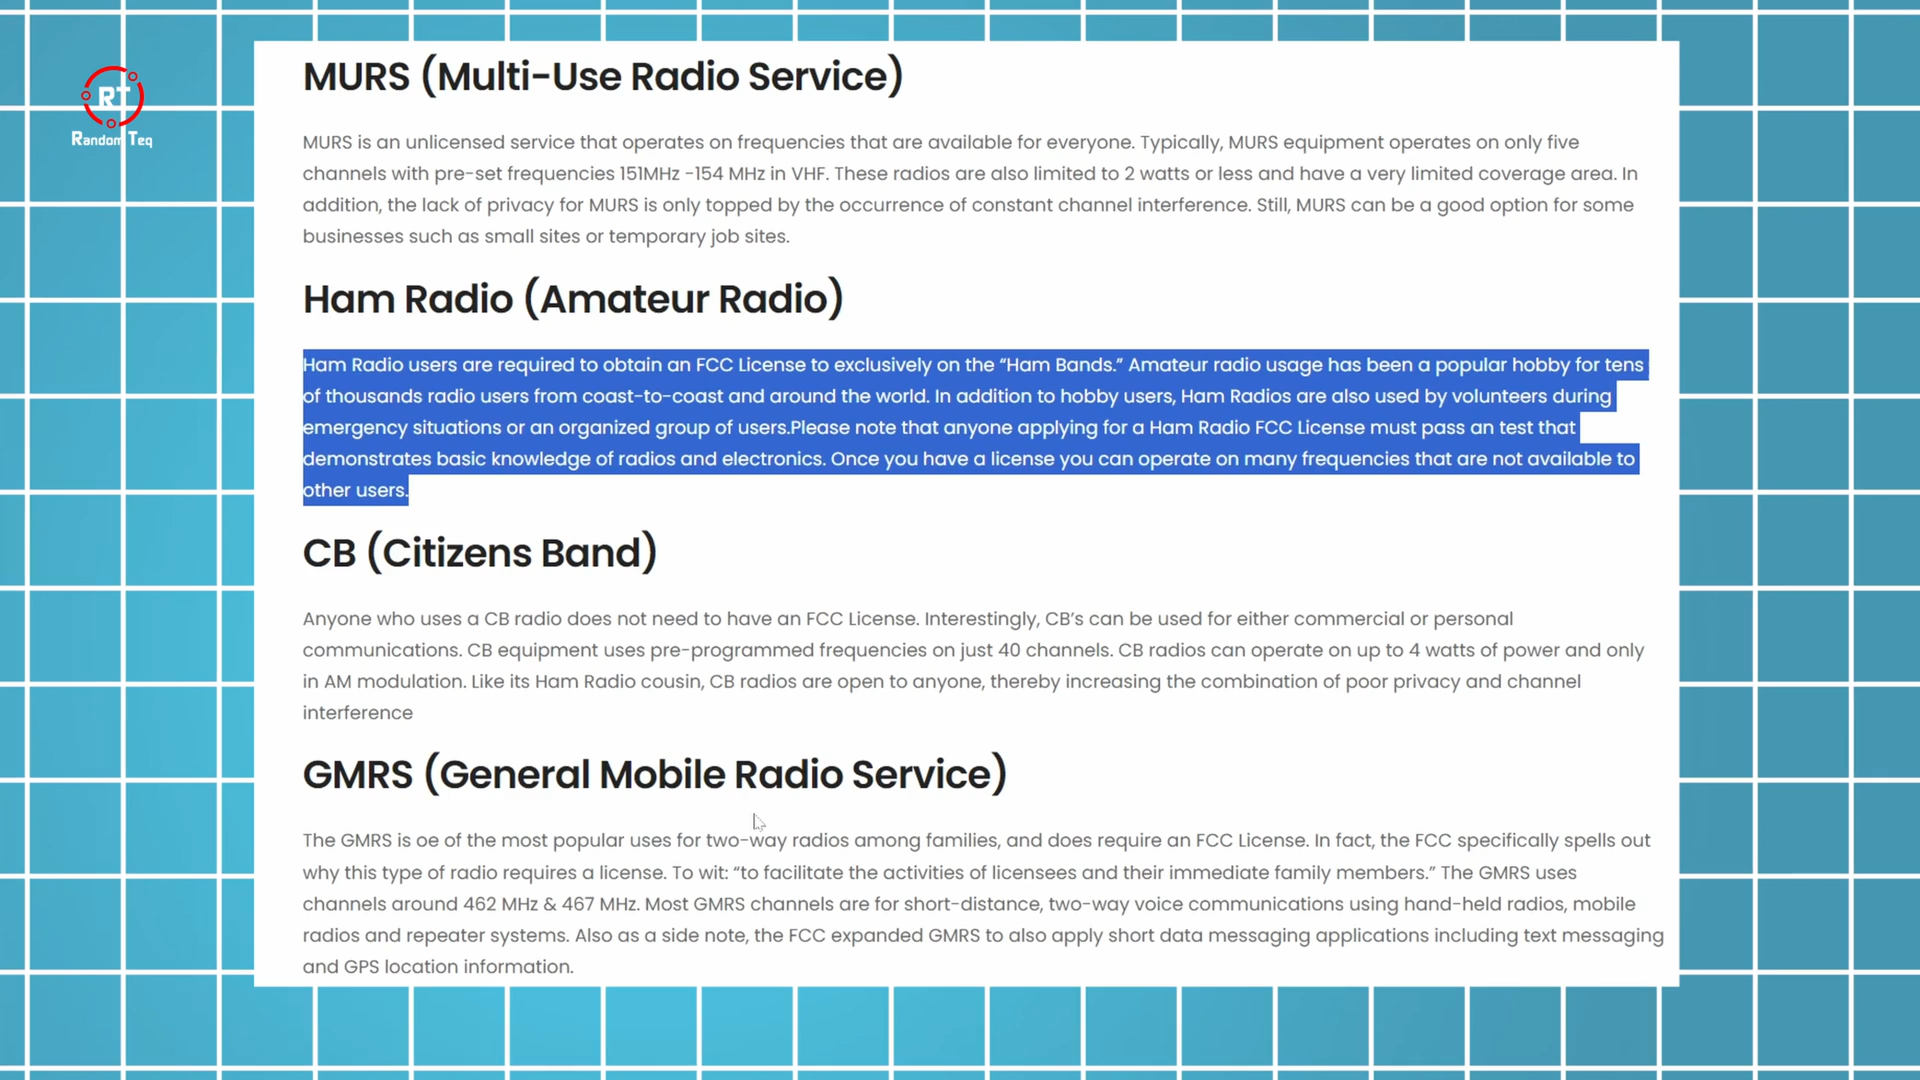 RT
Random Teq
MURS (Multi-Use Radio Service)
MURS is an unlicensed service that operates on frequencies that are available for everyone. Typically, MURS equipment operates on only five
channels with pre-set frequencies 151MHz -154 MHz in VHF. These radios are also limited to 2 watts or less and have a very limited coverage area. In
addition, the lack of privacy for MURS is only topped by the occurrence of constant channel interference. Still, MURS can be a good option for some
businesses such as small sites or temporary job sites.
Ham Radio (Amateur Radio)
Ham Radio users are required to obtain an FCC License to exclusively on the “Ham Bands.” Amateur radio usage has been a popular hobby for tens
of thousands radio users from coast-to-coast and around the world. In addition to hobby users, Ham Radios are also used by volunteers during
emergency situations or an organized group of users.Please note that anyone applying for a Ham Radio FCC License must pass an test that
demonstrates basic knowledge of radios and electronics. Once you have a license you can operate on many frequencies that are not available to
other users.
CB (Citizens Band)
Anyone who uses a CB radio does not need to have an FCC License. Interestingly, CB’s can be used for either commercial or personal
communications. CB equipment uses pre-programmed frequencies on just 40 channels. CB radios can operate on up to 4 watts of power and only
in AM modulation. Like its Ham Radio cousin, CB radios are open to anyone, thereby increasing the combination of poor privacy and channel
interference
GMRS (General Mobile Radio Service)
The GMRS is oe of the most popular uses for two-way radios among families, and does require an FCC License. In fact, the FCC specifically spells out
why this type of radio requires a license. To wit: “to facilitate the activities of licensees and their immediate family members.” The GMRS uses
channels around 462 MHz & 467 MHz. Most GMRS channels are for short-distance, two-way voice communications using hand-held radios, mobile
radios and repeater systems. Also as a side note, the FCC expanded GMRS to also apply short data messaging applications including text messaging
and GPS location information.